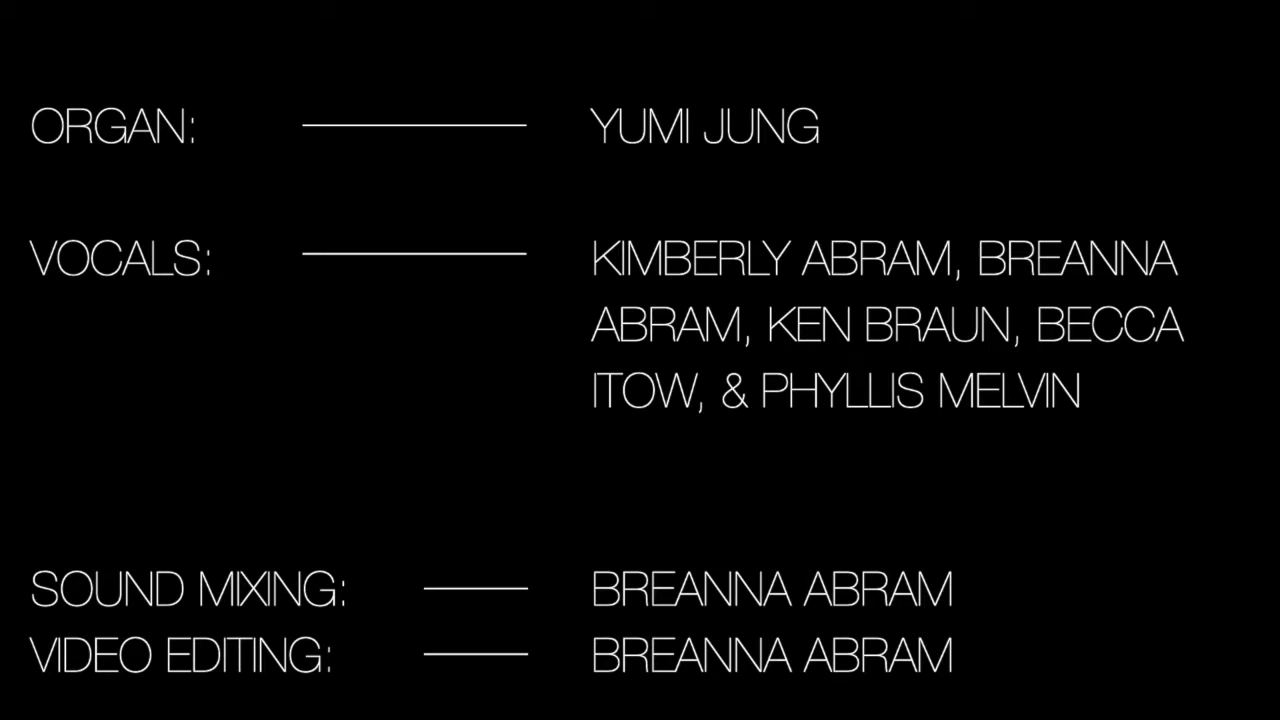 ORGAN: YUMI JUNG
VOCALS: KIMBERLY ABRAM, BREANNA
ABRAM, KEN BRAUN, BECCA
ITOW, & PHYLLIS MELVIN
SOUND MIXING: BREANNA ABRAM
VIDEO EDITING: BREANNA ABRAM